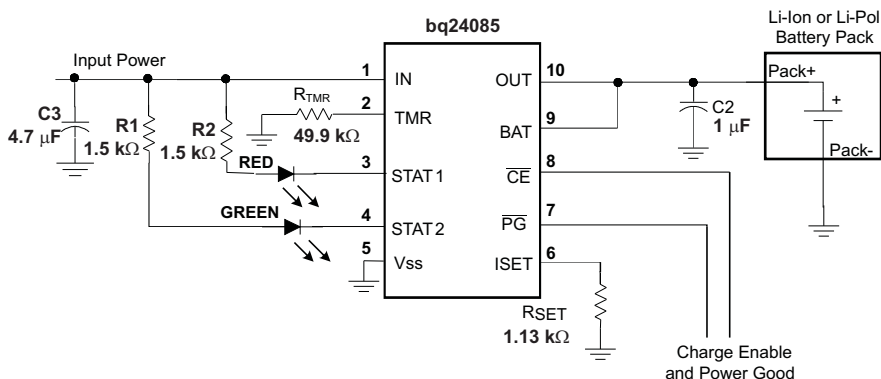 bq24085
Li-Ion or Li-Pol
Battery Pack
Input Power
1
IN
OUT
10
Pack+
C3
4.7 μF
R1
1.5 kΩ
R2
1.5 kΩ
RTMR
49.9 kΩ
2
TMR
BAT
9
C2
1 μF
+
Pack-
RED
3
STAT1
CE
8
GREEN
4
STAT2
PG
7
5
Vss
ISET
6
RSET
1.13 kΩ
Charge Enable
and Power Good